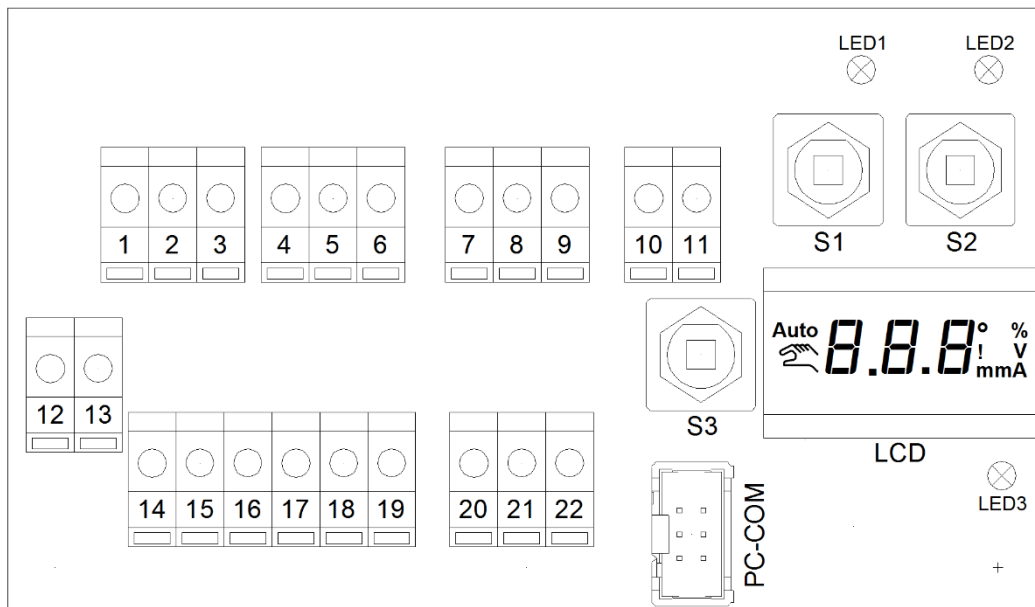 LED1 LED2
1 2 3 4 5 6 7 8 9 10 11
S1 S2
Auto 8.8.8 ° %
! V
mmA
12 13
S3
LCD
14 15 16 17 18 19 20 21 22
LED3
PC-COM